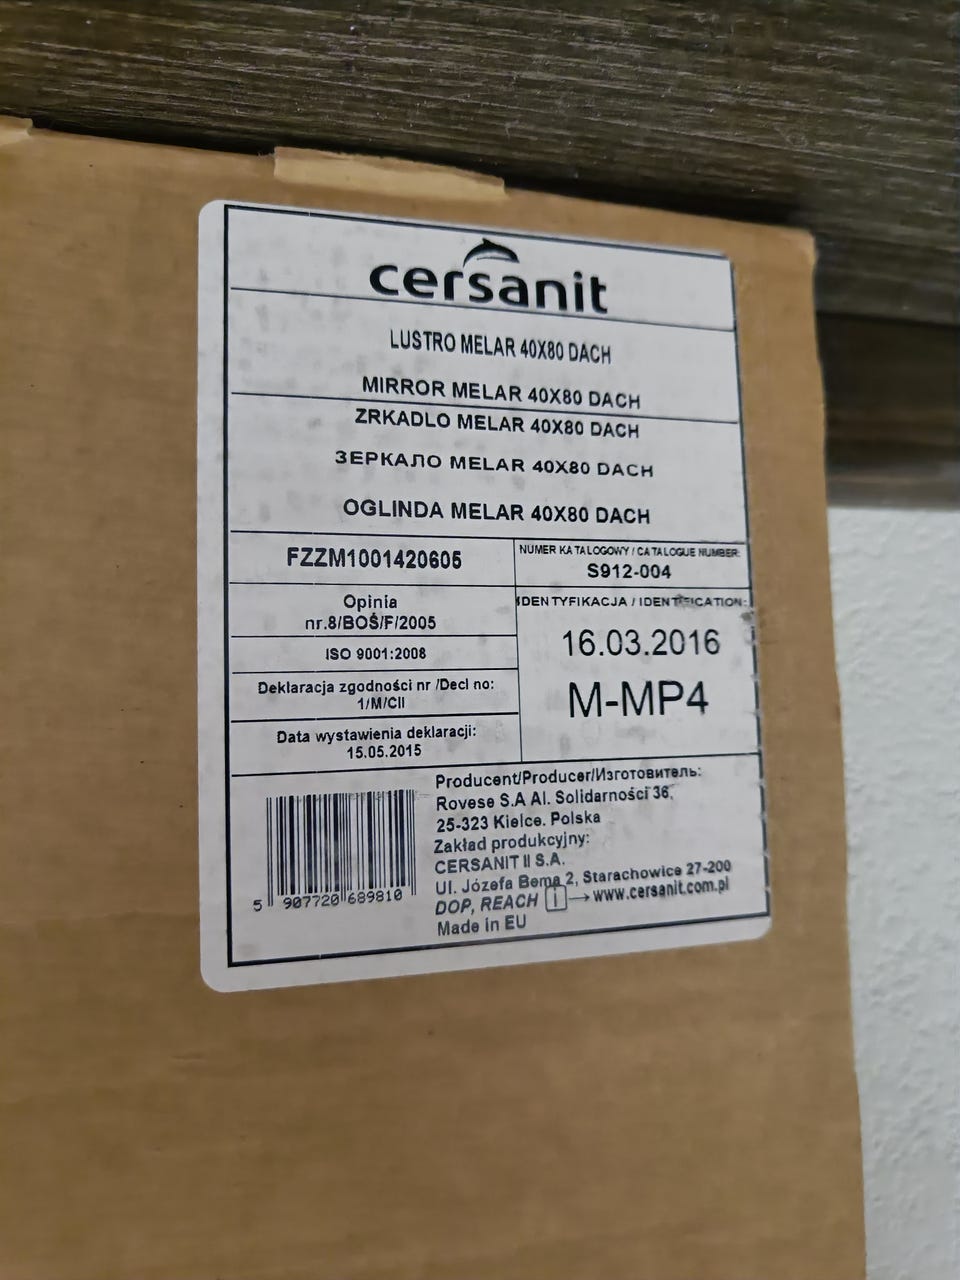 cersanit
LUSTRO MELAR 40X80 DACH
MIRROR MELAR 40X80 DACH
ZRKADLO MELAR 40X80 DACH
ЗЕРКАЛО MELAR 40X80 DACH
OGLINDA MELAR 40X80 DACH
FZZM1001420605
NUMER KATALOGOWY / CATALOGUE NUMBER:
S912-004
Opinia
nr.8/BOŚ/F/2005
ISO 9001:2008
Deklaracja zgodności nr /Decl no:
1/M/CII
Data wystawienia deklaracji:
15.05.2015
IDENTYFIKACJA / IDENTIFICATION:
16.03.2016
M-MP4
5 907720 689810
Producent/Producer/Изготовитель:
Rovese S.A Al. Solidarności 36,
25-323 Kielce. Polska
Zakład produkcyjny:
CERSANIT II S.A.
Ul. Józefa Bema 2, Starachowice 27-200
DOP, REACH i → www.cersanit.com.pl
Made in EU